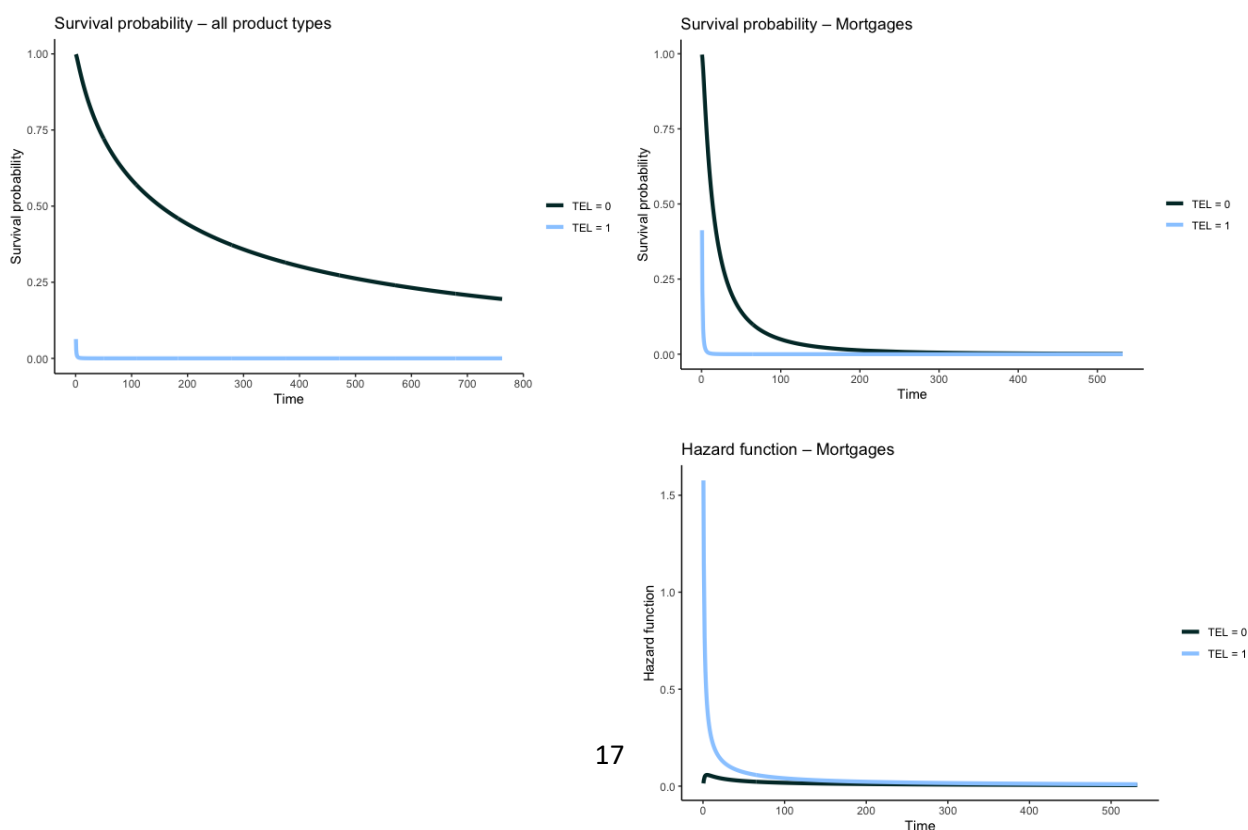 Survival probability – all product types
1.00
0.75
0.50
0.25
0.00
Survival probability
0 100 200 300 400 500 600 700 800
Time
TEL = 0
TEL = 1
Survival probability – Mortgages
1.00
0.75
0.50
0.25
0.00
Survival probability
0 100 200 300 400 500
Time
TEL = 0
TEL = 1
Hazard function – Mortgages
1.5
1.0
0.5
0.0
Hazard function
0 100 200 300 400 500
Time
TEL = 0
TEL = 1
17